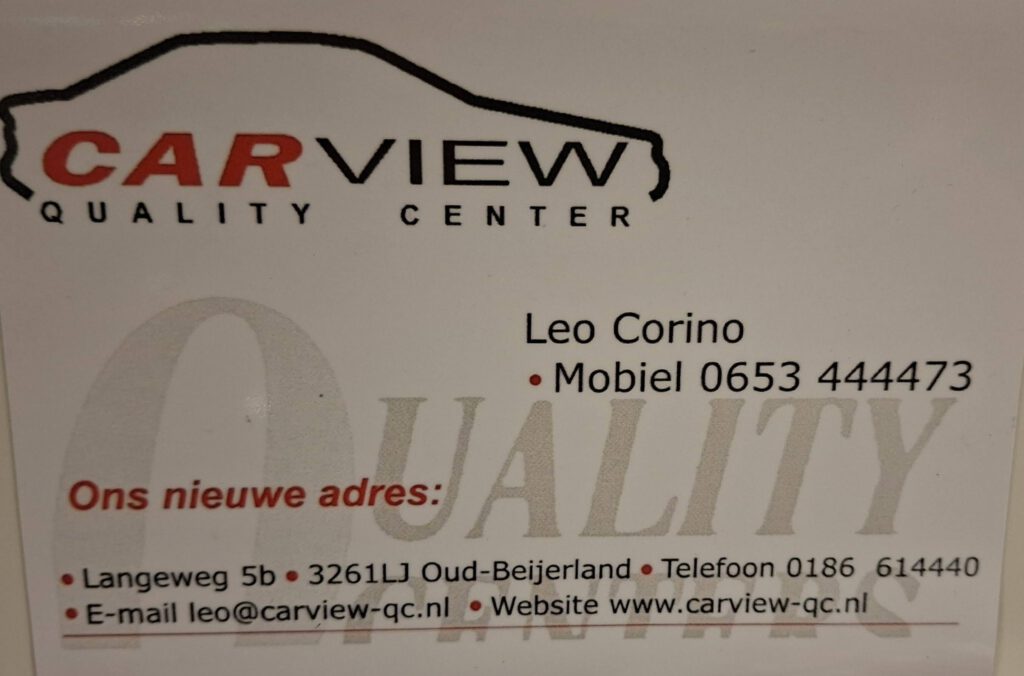 CARVIEW
QUALITY CENTER
Leo Corino
• Mobiel 0653 444473
QUALITY
CENTERS
Ons nieuwe adres:
• Langeweg 5b • 3261LJ Oud-Beijerland • Telefoon 0186 614440
• E-mail leo@carview-qc.nl • Website www.carview-qc.nl